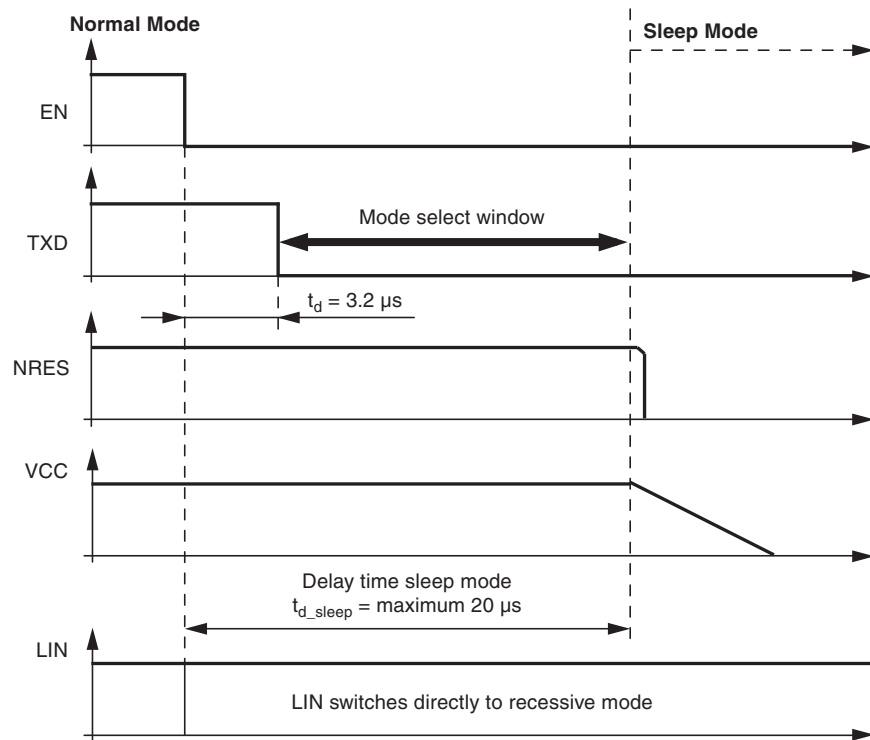 Normal Mode
Sleep Mode
EN
TXD
Mode select window
t_d = 3.2 µs
NRES
VCC
Delay time sleep mode
t_d_sleep = maximum 20 µs
LIN
LIN switches directly to recessive mode